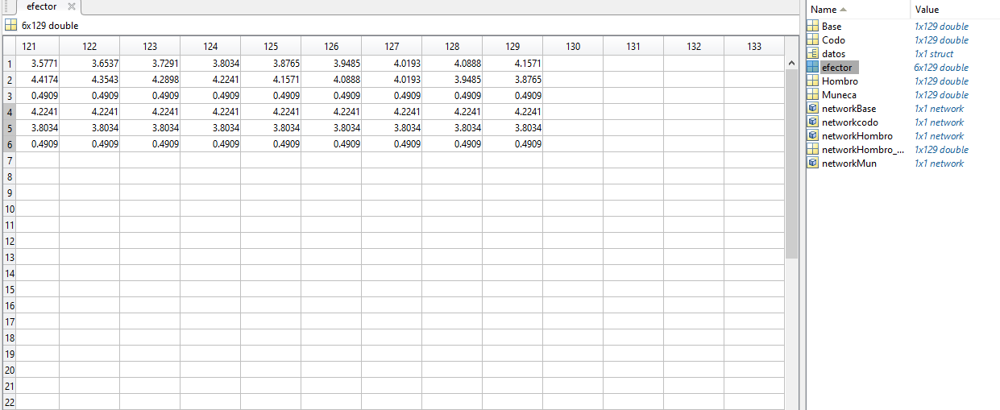 efector
6x129 double
121 122 123 124 125 126 127 128 129 130 131 132 133
1 3.5771 3.6537 3.7291 3.8034 3.8765 3.9485 4.0193 4.0888 4.1571
2 4.4174 4.3543 4.2898 4.2241 4.1571 4.0888 4.0193 3.9485 3.8765
3 0.4909 0.4909 0.4909 0.4909 0.4909 0.4909 0.4909 0.4909 0.4909
4 4.2241 4.2241 4.2241 4.2241 4.2241 4.2241 4.2241 4.2241 4.2241
5 3.8034 3.8034 3.8034 3.8034 3.8034 3.8034 3.8034 3.8034 3.8034
6 0.4909 0.4909 0.4909 0.4909 0.4909 0.4909 0.4909 0.4909 0.4909
7
8
9
10
11
12
13
14
15
16
17
18
19
20
21
22
Name Value
Base 1x129 double
Codo 1x129 double
datos 1x1 struct
efector 6x129 double
Hombro 1x129 double
Muneca 1x129 double
networkBase 1x1 network
networkcodo 1x1 network
networkHombro 1x1 network
networkHombro_... 1x129 double
networkMun 1x1 network